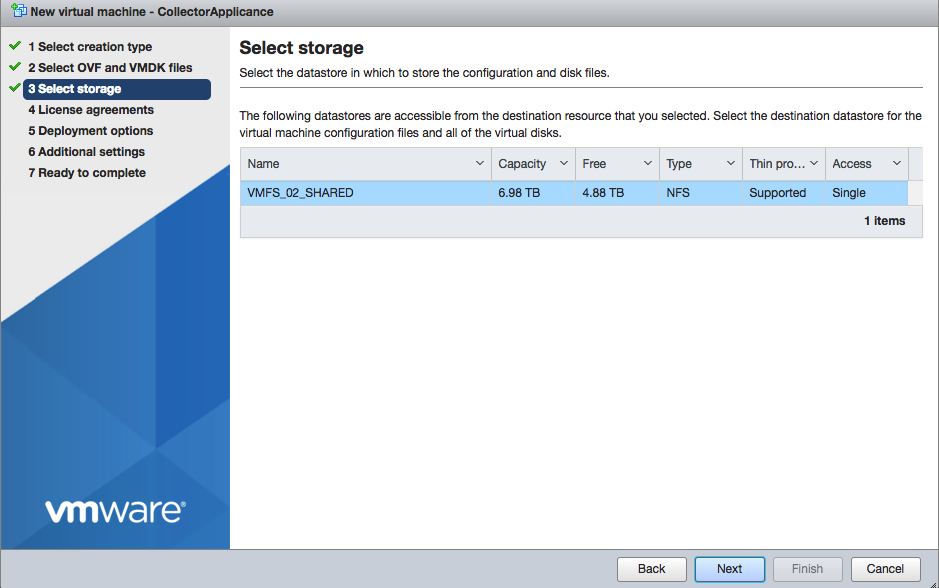 New virtual machine - CollectorApplicance
1 Select creation type
2 Select OVF and VMDK files
3 Select storage
4 License agreements
5 Deployment options
6 Additional settings
7 Ready to complete
vmware®
Select storage
Select the datastore in which to store the configuration and disk files.
The following datastores are accessible from the destination resource that you selected. Select the destination datastore for the
virtual machine configuration files and all of the virtual disks.
Name Capacity Free Type Thin pro... Access
VMFS_02_SHARED 6.98 TB 4.88 TB NFS Supported Single
1 items
Back Next Finish Cancel